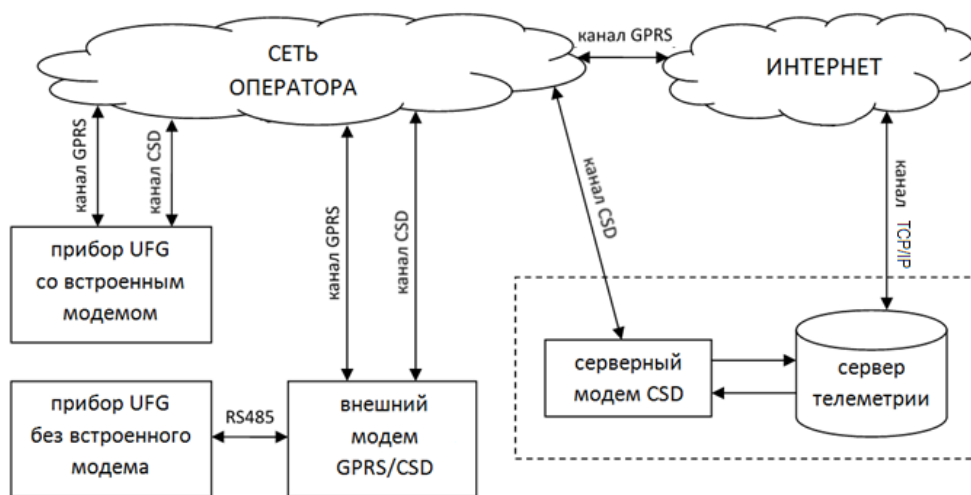 СЕТЬ
ОПЕРАТОРА
канал GPRS
ИНТЕРНЕТ
канал GPRS
канал CSD
канал GPRS
канал CSD
канал CSD
канал TCP/IP
прибор UFG
со встроенным
модемом
прибор UFG
без встроенного
модема
RS485
внешний
модем
GPRS/CSD
серверный
модем CSD
сервер
телеметрии